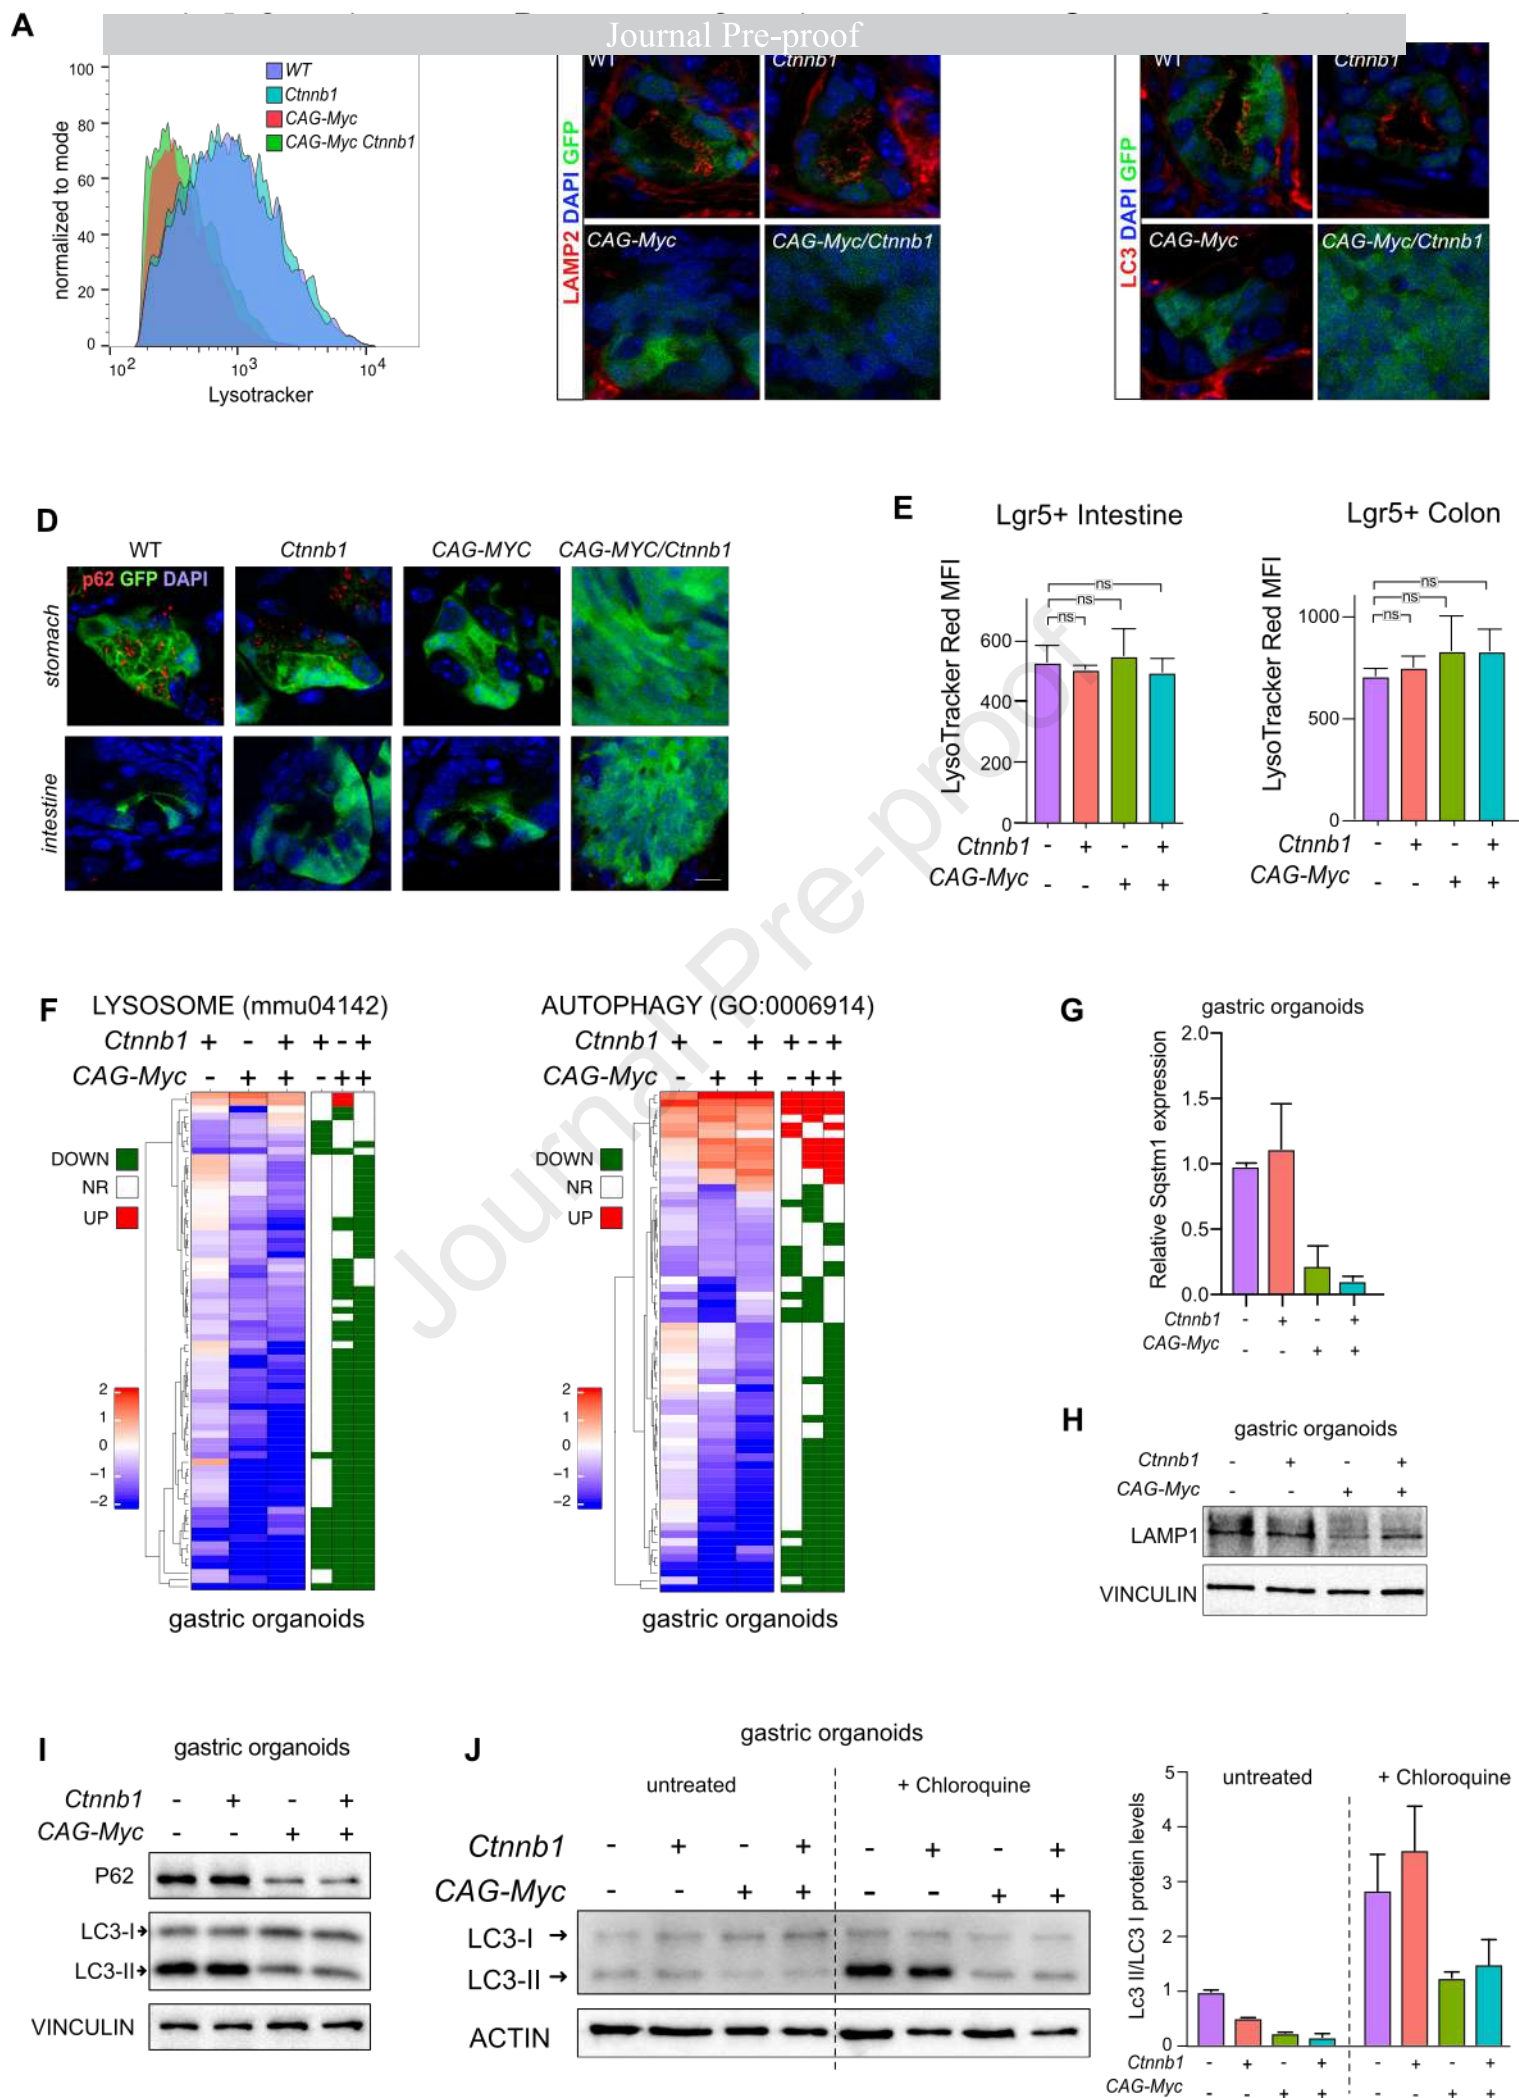 Journal Pre-proof
A
normalized to mode
100
80
60
40
20
0
10²
10³
10⁴
Lysotracker
WT
Ctnnb1
CAG-Myc
CAG-Myc Ctnnb1
LAMP2 DAPI GFP
WT
Ctnnb1
CAG-Myc
CAG-Myc/Ctnnb1
LC3 DAPI GFP
WT
Ctnnb1
CAG-Myc
CAG-Myc/Ctnnb1
D
WT
Ctnnb1
CAG-MYC
CAG-MYC/Ctnnb1
p62 GFP DAPI
stomach
intestine
E
Lgr5+ Intestine
LysoTracker Red MFI
600
400
200
0
ns
ns
ns
Ctnnb1 - + - +
CAG-Myc - - + +
Lgr5+ Colon
LysoTracker Red MFI
1000
500
0
ns
ns
ns
Ctnnb1 - + - +
CAG-Myc - - + +
Journal Pre-proof
F
LYSOSOME (mmu04142)
Ctnnb1 + - + + - +
CAG-Myc - + + - + +
DOWN
NR
UP
2
1
0
−1
−2
gastric organoids
AUTOPHAGY (GO:0006914)
Ctnnb1 + - + + - +
CAG-Myc - + + - + +
DOWN
NR
UP
2
1
0
−1
−2
gastric organoids
G
gastric organoids
Relative Sqstm1 expression
2.0
1.5
1.0
0.5
0.0
Ctnnb1 - + - +
CAG-Myc - - + +
H
gastric organoids
Ctnnb1 - + - +
CAG-Myc - - + +
LAMP1
VINCULIN
I
gastric organoids
Ctnnb1 - + - +
CAG-Myc - - + +
P62
LC3-I
LC3-II
VINCULIN
J
gastric organoids
untreated
+ Chloroquine
Ctnnb1 - + - + - + - +
CAG-Myc - - + + - - + +
LC3-I →
LC3-II →
ACTIN
Lc3 II/LC3 I protein levels
5
4
3
2
1
0
untreated
+ Chloroquine
Ctnnb1 - + - + - + - +
CAG-Myc - - + + - - + +